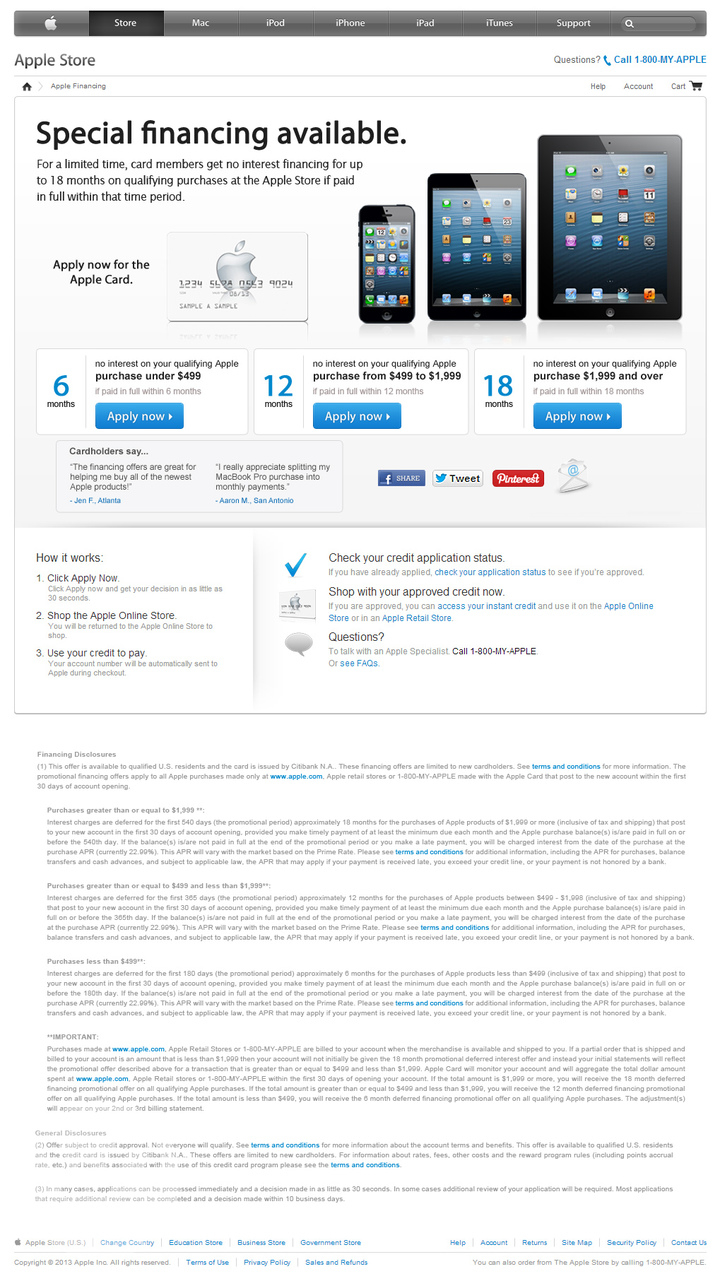 Store Mac iPod iPhone iPad iTunes Support
Apple Store
Questions? Call 1-800-MY-APPLE
Apple Financing
Help Account Cart
Special financing available.
For a limited time, card members get no interest financing for up
to 18 months on qualifying purchases at the Apple Store if paid
in full within that time period.
Apply now for the
Apple Card.
SAMPLE A SAMPLE
6
months
no interest on your qualifying Apple
purchase under $499
if paid in full within 6 months
Apply now
12
months
no interest on your qualifying Apple
purchase from $499 to $1,999
if paid in full within 12 months
Apply now
18
months
no interest on your qualifying Apple
purchase $1,999 and over
if paid in full within 18 months
Apply now
Cardholders say...
“The financing offers are great for
helping me buy all of the newest
Apple products!”
- Jen F., Atlanta
“I really appreciate splitting my
MacBook Pro purchase into
monthly payments.”
- Aaron M., San Antonio
f SHARE
Tweet
Pinterest
How it works:
1. Click Apply Now.
Click Apply now and get your decision in as little as
30 seconds.
2. Shop the Apple Online Store.
You will be returned to the Apple Online Store to
shop.
3. Use your credit to pay.
Your account number will be automatically sent to
Apple during checkout.
Check your credit application status.
If you have already applied, check your application status to see if you're approved.
Shop with your approved credit now.
If you are approved, you can access your instant credit and use it on the Apple Online
Store or in an Apple Retail Store.
Questions?
To talk with an Apple Specialist. Call 1-800-MY-APPLE.
Or see FAQs.
Financing Disclosures
(1) This offer is available to qualified U.S. residents and the card is issued by Citibank N.A.. These financing offers are limited to new cardholders. See terms and conditions for more information. The
promotional financing offers apply to all Apple purchases made only at www.apple.com, Apple retail stores or 1-800-MY-APPLE made with the Apple Card that post to the new account within the first
30 days of account opening.
Purchases greater than or equal to $1,999 **:
Interest charges are deferred for the first 540 days (the promotional period) approximately 18 months for the purchases of Apple products of $1,999 or more (inclusive of tax and shipping) that post
to your new account in the first 30 days of account opening, provided you make timely payment of at least the minimum due each month and the Apple purchase balance(s) is/are paid in full on or
before the 540th day. If the balance(s) is/are not paid in full at the end of the promotional period or you make a late payment, you will be charged interest from the date of the purchase at the
purchase APR (currently 22.99%). This APR will vary with the market based on the Prime Rate. Please see terms and conditions for additional information, including the APR for purchases, balance
transfers and cash advances, and subject to applicable law, the APR that may apply if your payment is received late, you exceed your credit line, or your payment is not honored by a bank.
Purchases greater than or equal to $499 and less than $1,999**:
Interest charges are deferred for the first 365 days (the promotional period) approximately 12 months for the purchases of Apple products between $499 - $1,998 (inclusive of tax and shipping)
that post to your new account in the first 30 days of account opening, provided you make timely payment of at least the minimum due each month and the Apple purchase balance(s) is/are paid in
full on or before the 365th day. If the balance(s) is/are not paid in full at the end of the promotional period or you make a late payment, you will be charged interest from the date of the purchase
at the purchase APR (currently 22.99%). This APR will vary with the market based on the Prime Rate. Please see terms and conditions for additional information, including the APR for purchases,
balance transfers and cash advances, and subject to applicable law, the APR that may apply if your payment is received late, you exceed your credit line, or your payment is not honored by a bank.
Purchases less than $499**:
Interest charges are deferred for the first 180 days (the promotional period) approximately 6 months for the purchases of Apple products less than $499 (inclusive of tax and shipping) that post to
your new account in the first 30 days of account opening, provided you make timely payment of at least the minimum due each month and the Apple purchase balance(s) is/are paid in full on or
before the 180th day. If the balance(s) is/are not paid in full at the end of the promotional period or you make a late payment, you will be charged interest from the date of the purchase at the
purchase APR (currently 22.99%). This APR will vary with the market based on the Prime Rate. Please see terms and conditions for additional information, including the APR for purchases, balance
transfers and cash advances, and subject to applicable law, the APR that may apply if your payment is received late, you exceed your credit line, or your payment is not honored by a bank.
**IMPORTANT:
Purchases made at www.apple.com, Apple Retail Stores or 1-800-MY-APPLE are billed to your account when the merchandise is available and shipped to you. If a partial order that is shipped and
billed to your account is an amount that is less than $1,999 then your account will not initially be given the 18 month promotional deferred interest offer and instead your initial statements will reflect
the promotional offer described above for a transaction that is greater than or equal to $499 and less than $1,999. Apple Card will monitor your account and will aggregate the total dollar amount
spent at www.apple.com, Apple Retail stores or 1-800-MY-APPLE within the first 30 days of opening your account. If the total amount is $1,999 or more, you will receive the 18 month deferred
financing promotional offer on all qualifying Apple purchases. If the total amount is greater than or equal to $499 and less than $1,999, you will receive the 12 month deferred financing promotional
offer on all qualifying Apple Purchases. If the total amount is less than $499, you will receive the 6 month deferred financing promotional offer on all qualifying Apple purchases. The adjustment(s)
will appear on your 2nd or 3rd billing statement.
General Disclosures
(2) Offer subject to credit approval. Not everyone will qualify. See terms and conditions for more information about the account terms and benefits. This offer is available to qualified U.S. residents
and the credit card is issued by Citibank N.A.. These offers are limited to new cardholders. For information about rates, fees, other costs and the reward program rules (including points accrual
rate, etc.) and benefits associated with the use of this credit card program please see the terms and conditions.
(3) In many cases, applications can be processed immediately and a decision made in as little as 30 seconds. In some cases additional review of your application will be required. Most applications
that require additional review can be completed and a decision made within 10 business days.
Apple Store (U.S.) Change Country Education Store Business Store Government Store
Help Account Returns Site Map Security Policy Contact Us
Copyright © 2013 Apple Inc. All rights reserved. Terms of Use Privacy Policy Sales and Refunds
You can also order from The Apple Store by calling 1-800-MY-APPLE.